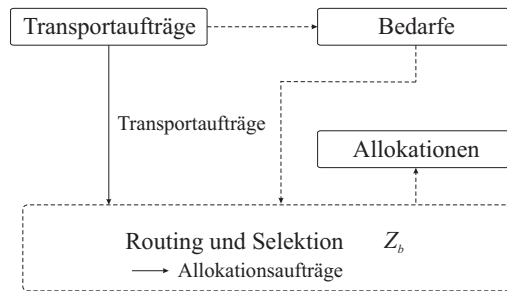 Transportaufträge
Bedarfe
Transportaufträge
Allokationen
Routing und Selektion Z_b
Allokationsaufträge